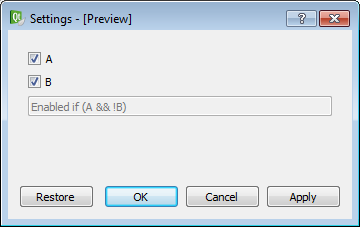 Settings - [Preview]
A
B
Enabled if (A && !B)
Restore
OK
Cancel
Apply